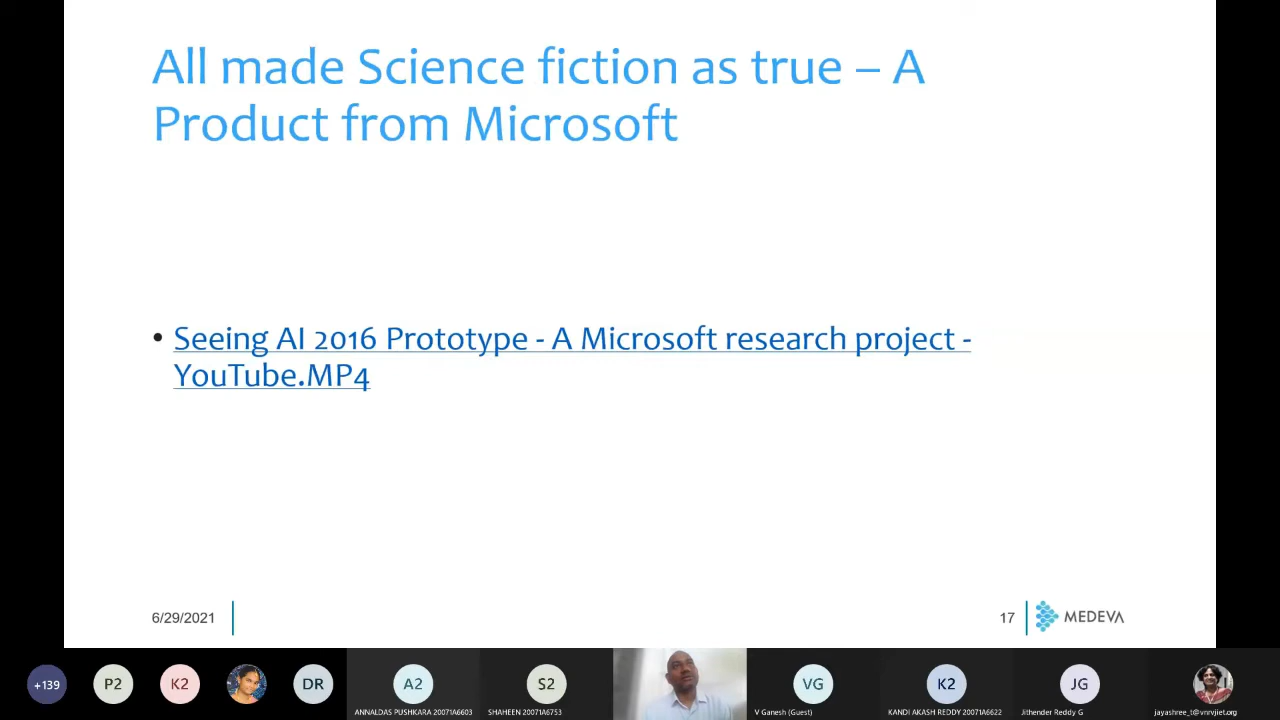 All made Science fiction as true – A
Product from Microsoft
• Seeing AI 2016 Prototype - A Microsoft research project -
YouTube.MP4
6/29/2021
17
MEDEVA
+139
P2
K2
DR
A2
ANNALDAS PUSHKARA 20071A6603
S2
SHAHEEN 20071A6753
VG
V Ganesh (Guest)
K2
KANDI AKASH REDDY 20071A6622
JG
Jithender Reddy G
jayashree_t@vnrvjiet.org